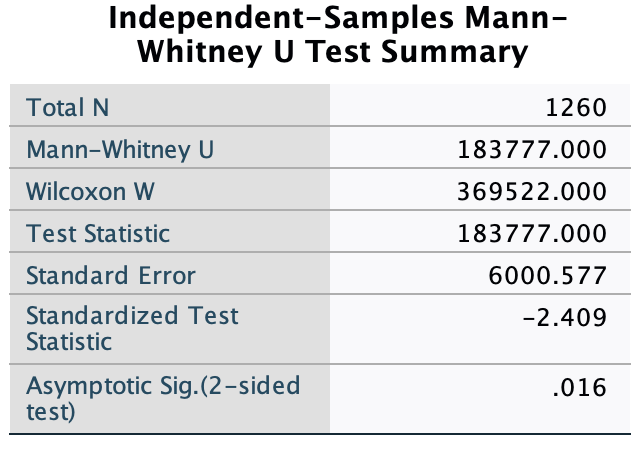 Independent-Samples Mann-
Whitney U Test Summary
Total N 1260
Mann-Whitney U 183777.000
Wilcoxon W 369522.000
Test Statistic 183777.000
Standard Error 6000.577
Standardized Test -2.409
Statistic
Asymptotic Sig.(2-sided .016
test)